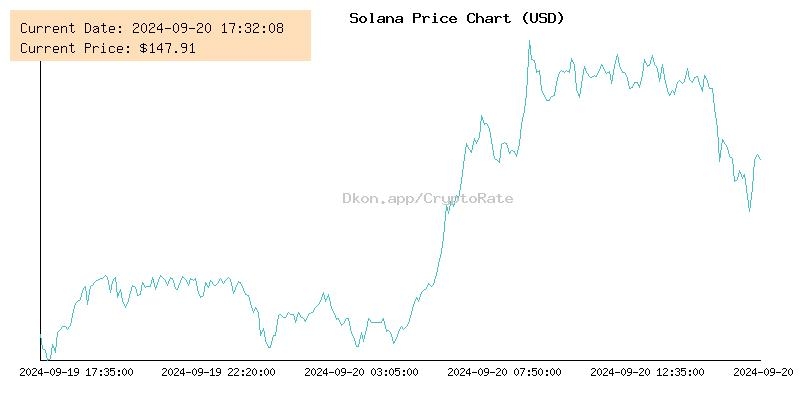 Solana Price Chart (USD)
Current Date: 2024-09-20 17:32:08
Current Price: $147.91
Dkon.app/CryptoRate
2024-09-19 17:35:00 2024-09-19 22:20:00 2024-09-20 03:05:00 2024-09-20 07:50:00 2024-09-20 12:35:00 2024-09-20